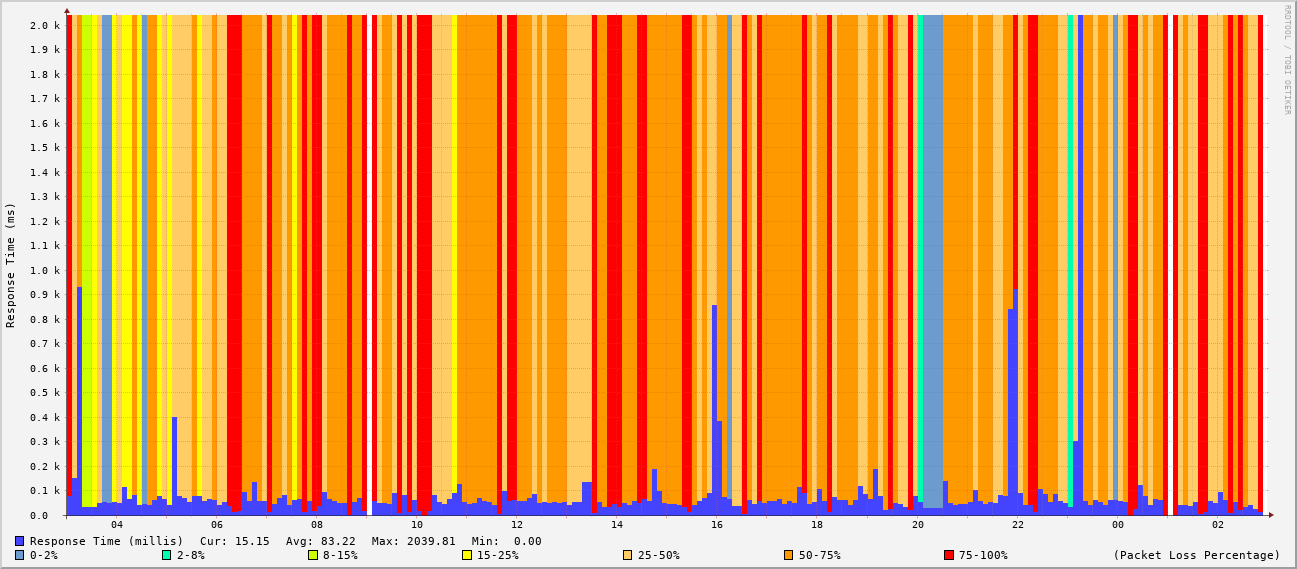 RRDTOOL / TOBI OETIKER
Response Time (ms)
2.0 k
1.9 k
1.8 k
1.7 k
1.6 k
1.5 k
1.4 k
1.3 k
1.2 k
1.1 k
1.0 k
0.9 k
0.8 k
0.7 k
0.6 k
0.5 k
0.4 k
0.3 k
0.2 k
0.1 k
0.0
04 06 08 10 12 14 16 18 20 22 00 02
Response Time (millis) Cur: 15.15 Avg: 83.22 Max: 2039.81 Min: 0.00
0-2% 2-8% 8-15% 15-25% 25-50% 50-75% 75-100% (Packet Loss Percentage)